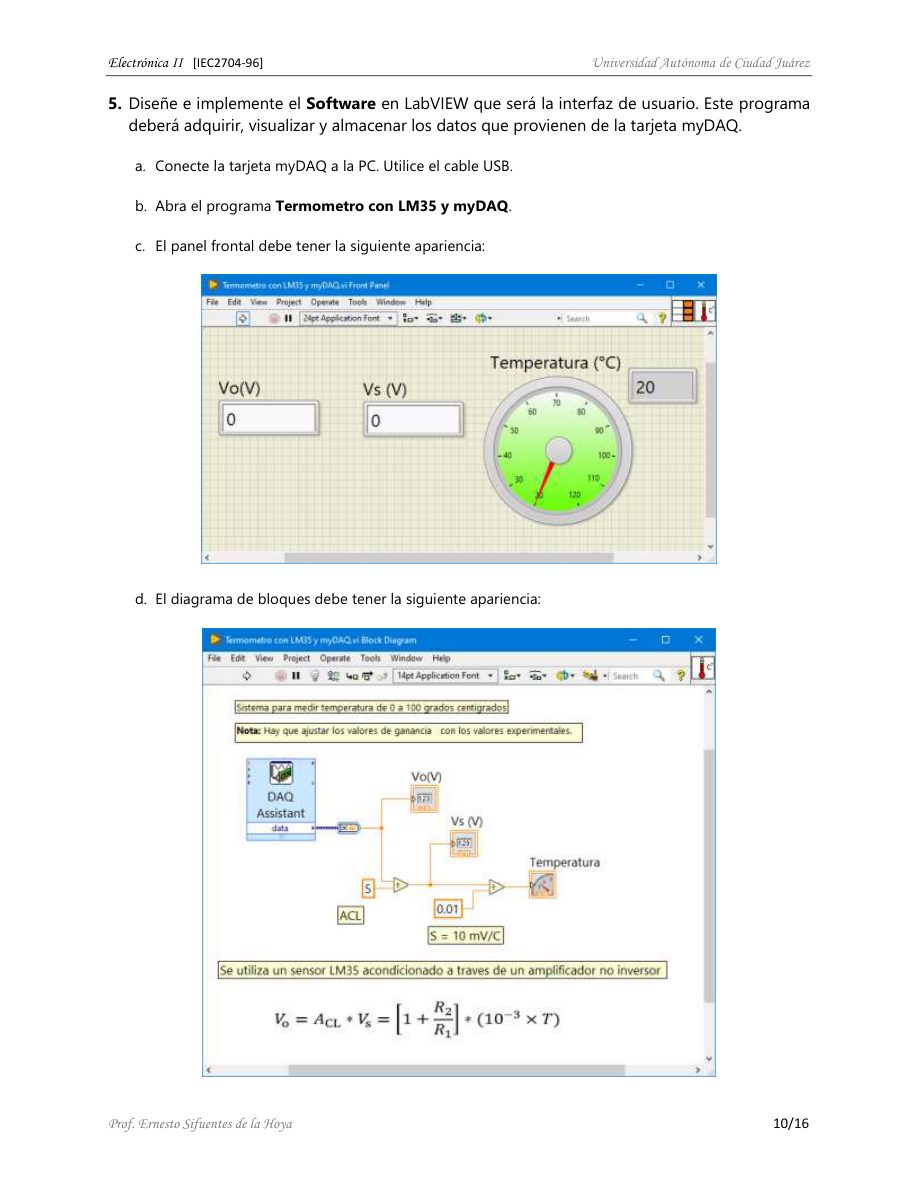 Electrónica II [IEC2704-96] Universidad Autónoma de Ciudad Juárez
5. Diseñe e implemente el Software en LabVIEW que será la interfaz de usuario. Este programa
deberá adquirir, visualizar y almacenar los datos que provienen de la tarjeta myDAQ.
a. Conecte la tarjeta myDAQ a la PC. Utilice el cable USB.
b. Abra el programa Termometro con LM35 y myDAQ.
c. El panel frontal debe tener la siguiente apariencia:
Termometro con LM35 y myDAQ.vi Front Panel
File Edit View Project Operate Tools Window Help
24pt Application Font Search
Temperatura (°C)
20
Vo(V)
Vs (V)
0
0
20 30 40 50 60 70 80 90 100 110 120
d. El diagrama de bloques debe tener la siguiente apariencia:
Termometro con LM35 y myDAQ.vi Block Diagram
File Edit View Project Operate Tools Window Help
14pt Application Font Search
Sistema para medir temperatura de 0 a 100 grados centigrados
Nota: Hay que ajustar los valores de ganancia con los valores experimentales.
DAQ
Assistant
data
Vo(V)
1.23
Vs (V)
1.23
Temperatura
5
ACL
0.01
S = 10 mV/C
Se utiliza un sensor LM35 acondicionado a traves de un amplificador no inversor
Vo = ACL * Vs = [1 + R2/R1] * (10⁻³ × T)
Prof. Ernesto Sifuentes de la Hoya 10/16